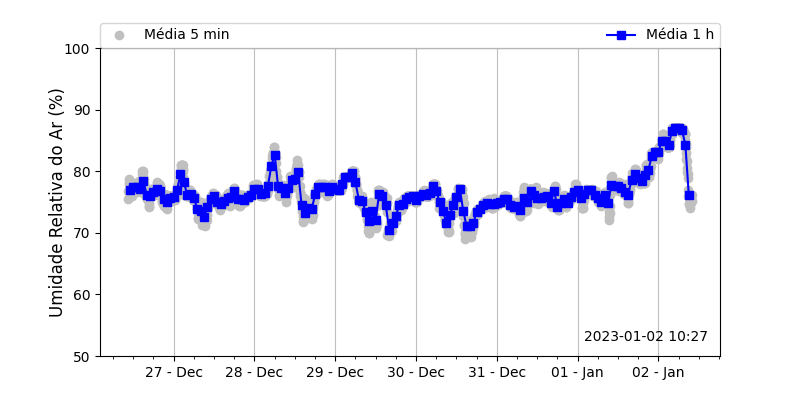 Média 5 min
Média 1 h
Umidade Relativa do Ar (%)
100
90
80
70
60
50
2023-01-02 10:27
27 - Dec
28 - Dec
29 - Dec
30 - Dec
31 - Dec
01 - Jan
02 - Jan